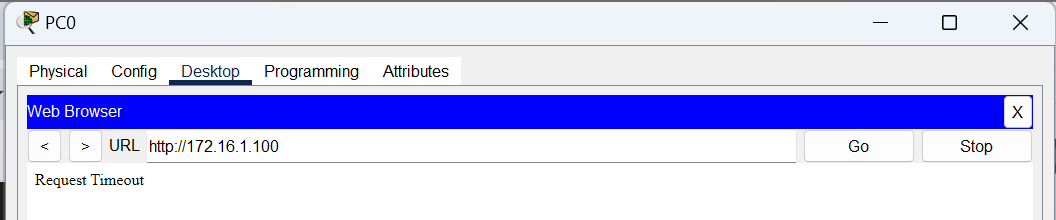 PC0
Physical Config Desktop Programming Attributes
Web Browser X
< > URL http://172.16.1.100 Go Stop
Request Timeout